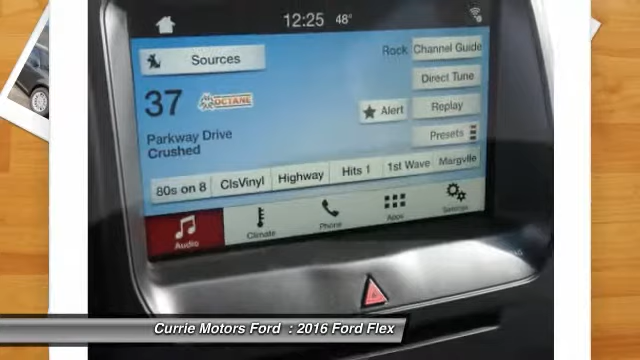 12:25 48°
Sources
Rock Channel Guide
Direct Tune
37 OCTANE
Alert
Replay
Parkway Drive
Crushed
Presets
80s on 8 ClsVinyl Highway Hits 1 1st Wave Margvlle
Audio Climate Phone Apps Settings
Currie Motors Ford : 2016 Ford Flex